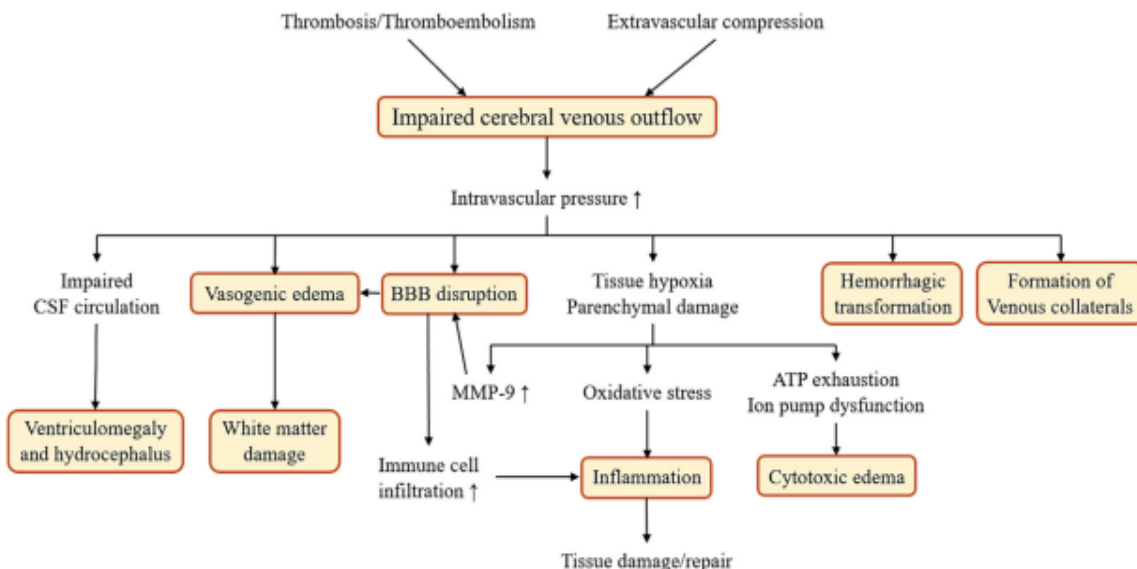 Thrombosis/Thromboembolism
Extravascular compression
Impaired cerebral venous outflow
Intravascular pressure ↑
Impaired
CSF circulation
Vasogenic edema
BBB disruption
Tissue hypoxia
Parenchymal damage
Hemorrhagic
transformation
Formation of
Venous collaterals
MMP-9 ↑
Oxidative stress
ATP exhaustion
Ion pump dysfunction
Ventriculomegaly
and hydrocephalus
White matter
damage
Immune cell
infiltration ↑
Inflammation
Cytotoxic edema
Tissue damage/repair